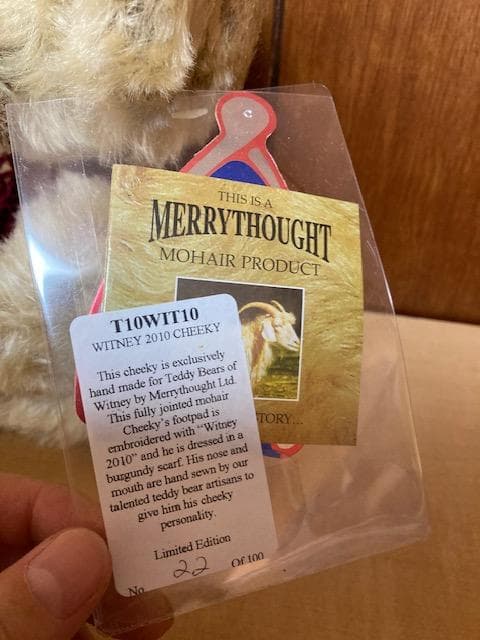 THIS IS A
MERRYTHOUGHT
MOHAIR PRODUCT
TORY...
T10WIT10
WITNEY 2010 CHEEKY
This cheeky is exclusively
hand made for Teddy Bears of
Witney by Merrythought Ltd.
This fully jointed mohair
Cheeky's footpad is
embroidered with "Witney
2010" and he is dressed in a
burgundy scarf. His nose and
mouth are hand sewn by our
talented teddy bear artisans to
give him his cheeky
personality.
Limited Edition
No 22 Of 100